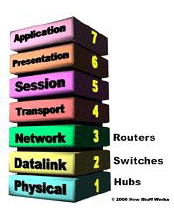 Application 7
Presentation 6
Session 5
Transport 4
Network 3 Routers
Datalink 2 Switches
Physical 1 Hubs
© 2000 How Stuff Works